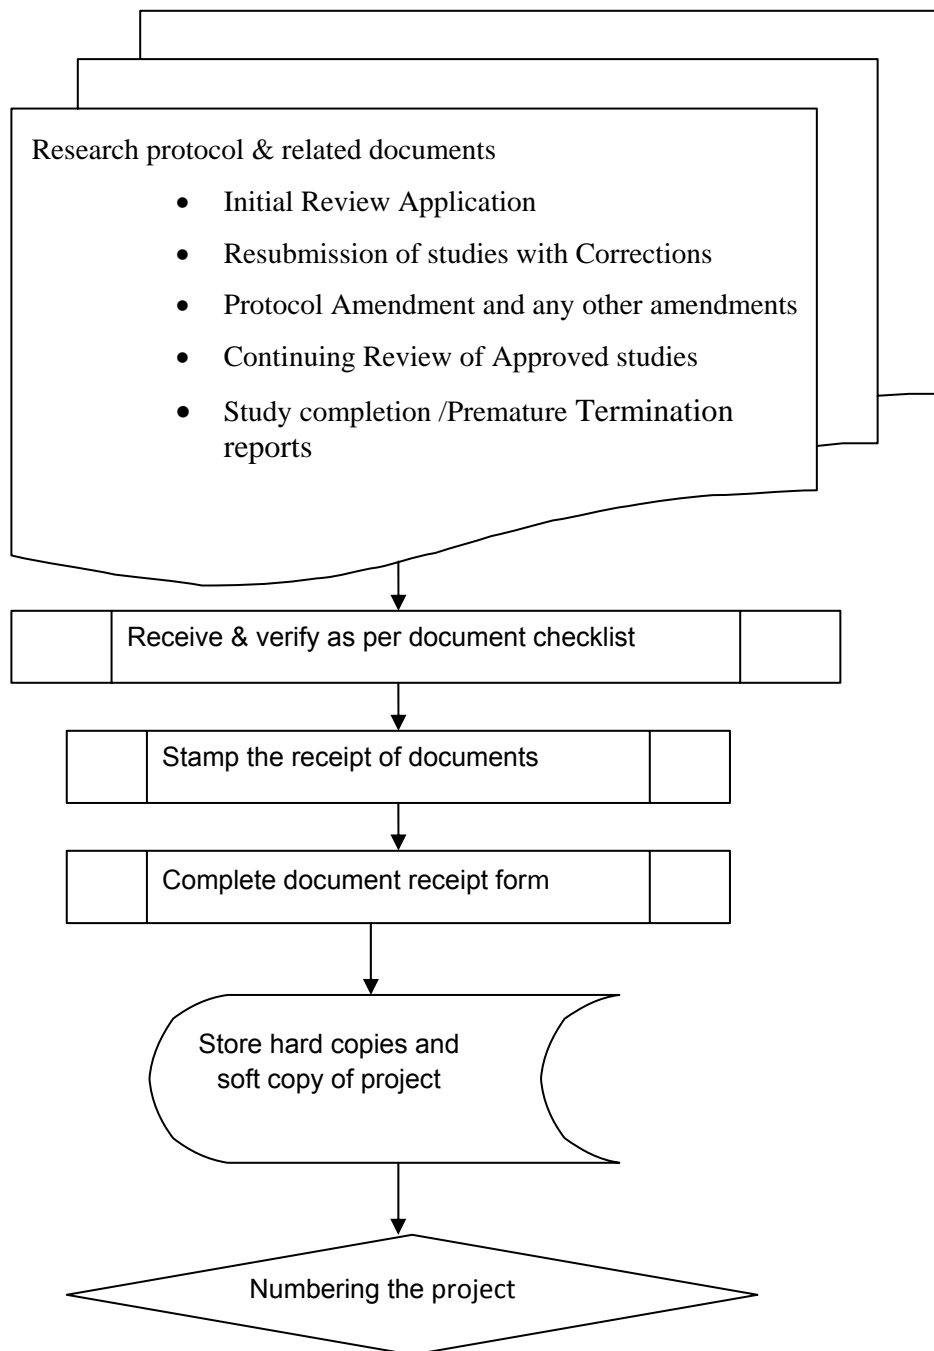 Research protocol & related documents
• Initial Review Application
• Resubmission of studies with Corrections
• Protocol Amendment and any other amendments
• Continuing Review of Approved studies
• Study completion /Premature Termination
reports
Receive & verify as per document checklist
Stamp the receipt of documents
Complete document receipt form
Store hard copies and
soft copy of project
Numbering the project